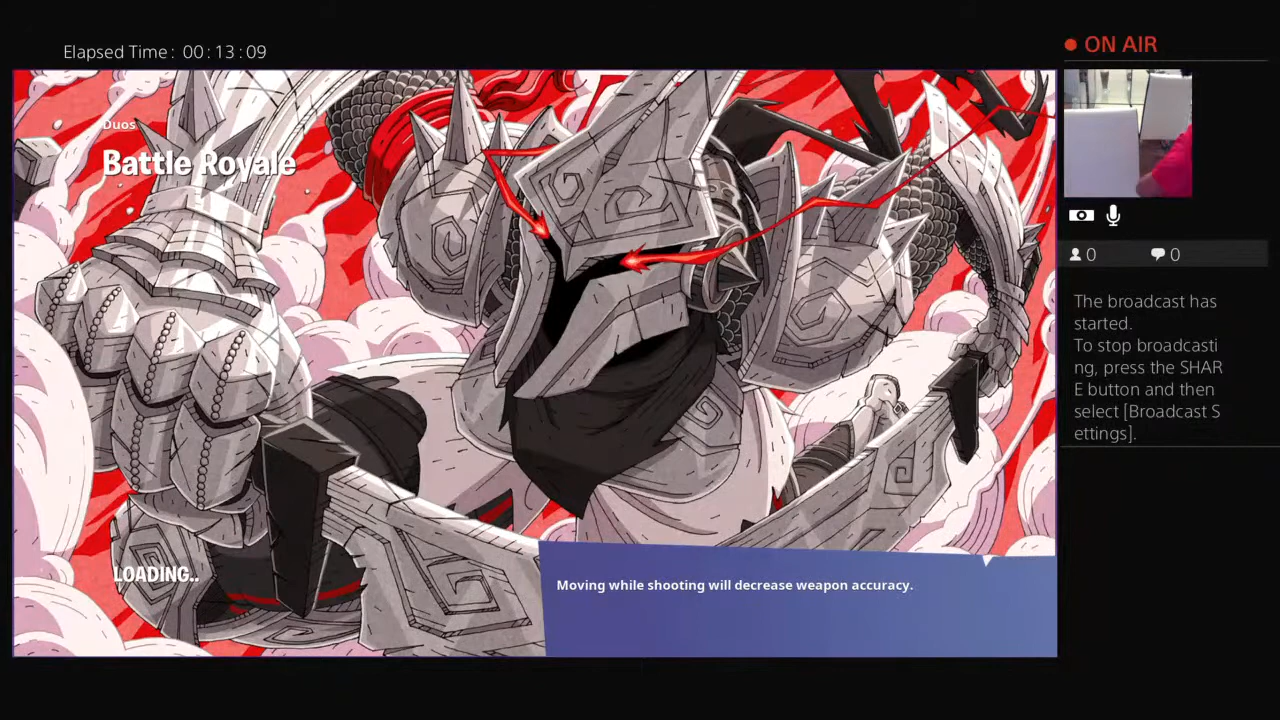 Elapsed Time: 00:13:09
ON AIR
Duos
Battle Royale
0 0
The broadcast has
started.
To stop broadcasti
ng, press the SHAR
E button and then
select [Broadcast S
ettings].
LOADING..
Moving while shooting will decrease weapon accuracy.